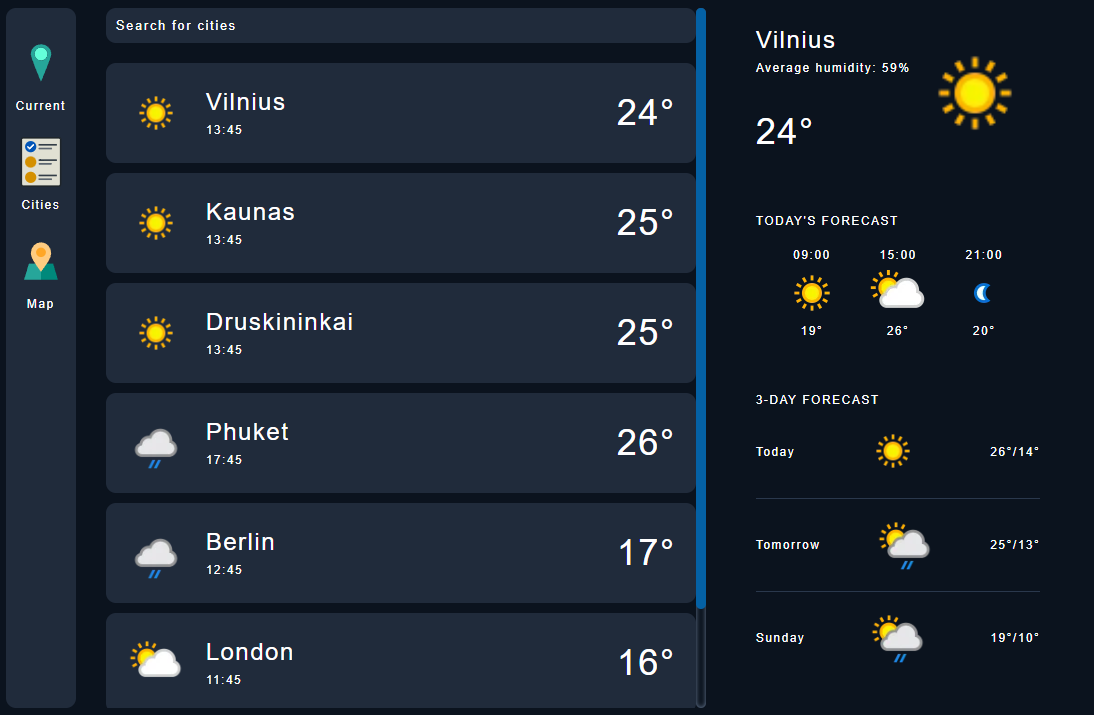 Current
Cities
Map
Search for cities
Vilnius
13:45
24°
Kaunas
13:45
25°
Druskininkai
13:45
25°
Phuket
17:45
26°
Berlin
12:45
17°
London
11:45
16°
Vilnius
Average humidity: 59%
24°
TODAY'S FORECAST
09:00 15:00 21:00
19° 26° 20°
3-DAY FORECAST
Today 26°/14°
Tomorrow 25°/13°
Sunday 19°/10°